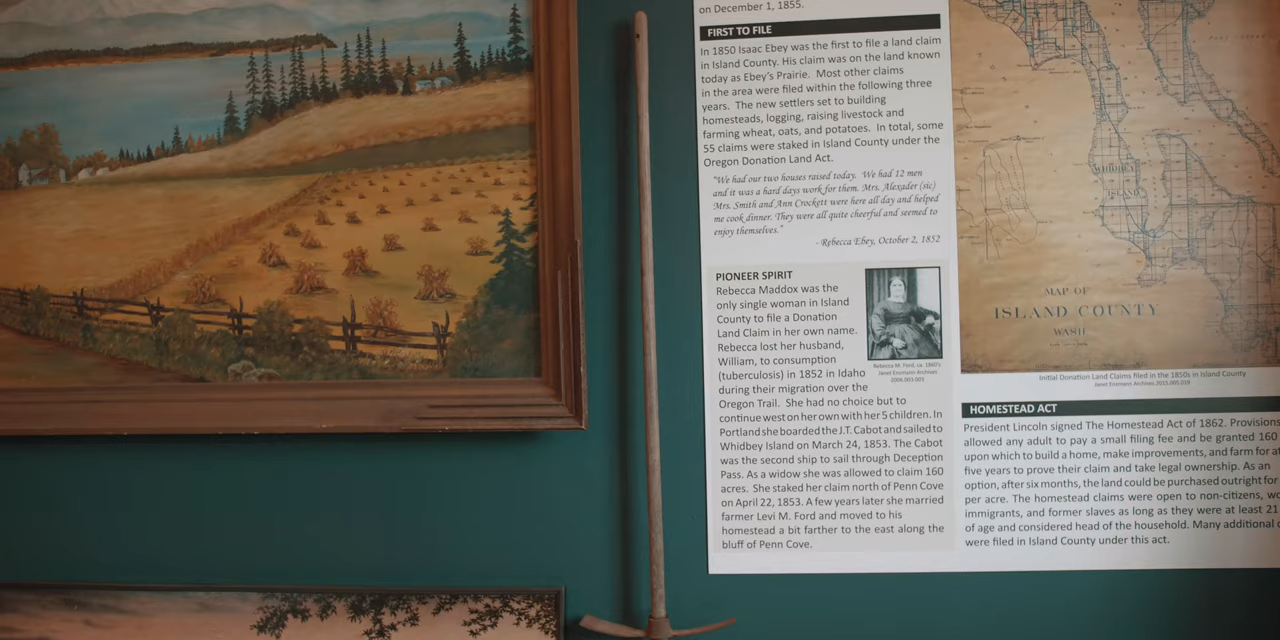 on December 1, 1855.
FIRST TO FILE
In 1850 Isaac Ebey was the first to file a land claim
in Island County. His claim was on the land known
today as Ebey's Prairie. Most other claims
in the area were filed within the following three
years. The new settlers set to building
homesteads, logging, raising livestock and
farming wheat, oats, and potatoes. In total, some
55 claims were staked in Island County under the
Oregon Donation Land Act.
"We had our two houses raised today. We had 12 men
and it was a hard days work for them. Mrs. Alexader (sic)
Mrs. Smith and Ann Crockett were here all day and helped
me cook dinner. They were all quite cheerful and seemed to
enjoy themselves."
- Rebecca Ebey, October 2, 1852
PIONEER SPIRIT
Rebecca Maddox was the
only single woman in Island
County to file a Donation
Land Claim in her own name.
Rebecca lost her husband,
William, to consumption
(tuberculosis) in 1852 in Idaho
during their migration over the
Oregon Trail. She had no choice but to
continue west on her own with her 5 children. In
Portland she boarded the J.T. Cabot and sailed to
Whidbey Island on March 24, 1853. The Cabot
was the second ship to sail through Deception
Pass. As a widow she was allowed to claim 160
acres. She staked her claim north of Penn Cove
on April 22, 1853. A few years later she married
farmer Levi M. Ford and moved to his
homestead a bit farther to the east along the
bluff of Penn Cove.
Rebecca M. Ford, ca. 1860's
Janet Enzmann Archives
2004.003.003
WHIDBEY
ISLAND
MAP OF
ISLAND COUNTY
WASH.
Initial Donation Land Claims filed in the 1850s in Island County
Janet Enzmann Archives 2015.005.019
HOMESTEAD ACT
President Lincoln signed The Homestead Act of 1862. Provisions
allowed any adult to pay a small filing fee and be granted 160
upon which to build a home, make improvements, and farm for at
five years to prove their claim and take legal ownership. As an
option, after six months, the land could be purchased outright for
per acre. The homestead claims were open to non-citizens, wo
immigrants, and former slaves as long as they were at least 21
of age and considered head of the household. Many additional c
were filed in Island County under this act.